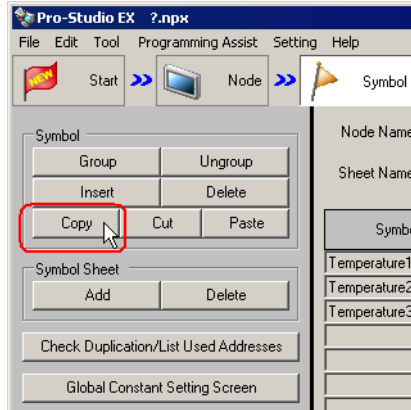 Pro-Studio EX ?.npx
File Edit Tool Programming Assist Setting Help
NEW Start Node Symbol
Symbol
Group Ungroup
Insert Delete
Copy Cut Paste
Symbol Sheet
Add Delete
Check Duplication/List Used Addresses
Global Constant Setting Screen
Node Name
Sheet Name
Symbo
Temperature1
Temperature2
Temperature3